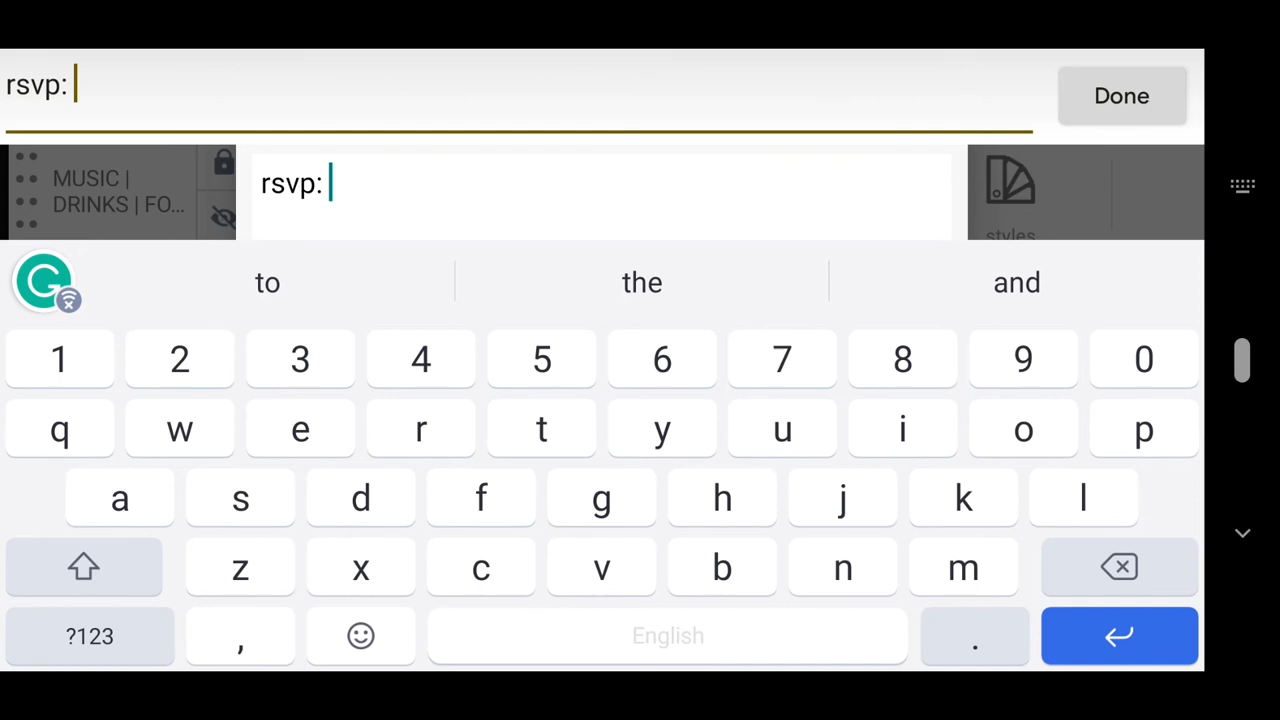 rsvp:
Done
MUSIC |
DRINKS | FO...
rsvp:
styles
to the and
1 2 3 4 5 6 7 8 9 0
q w e r t y u i o p
a s d f g h j k l
z x c v b n m
?123 , English .